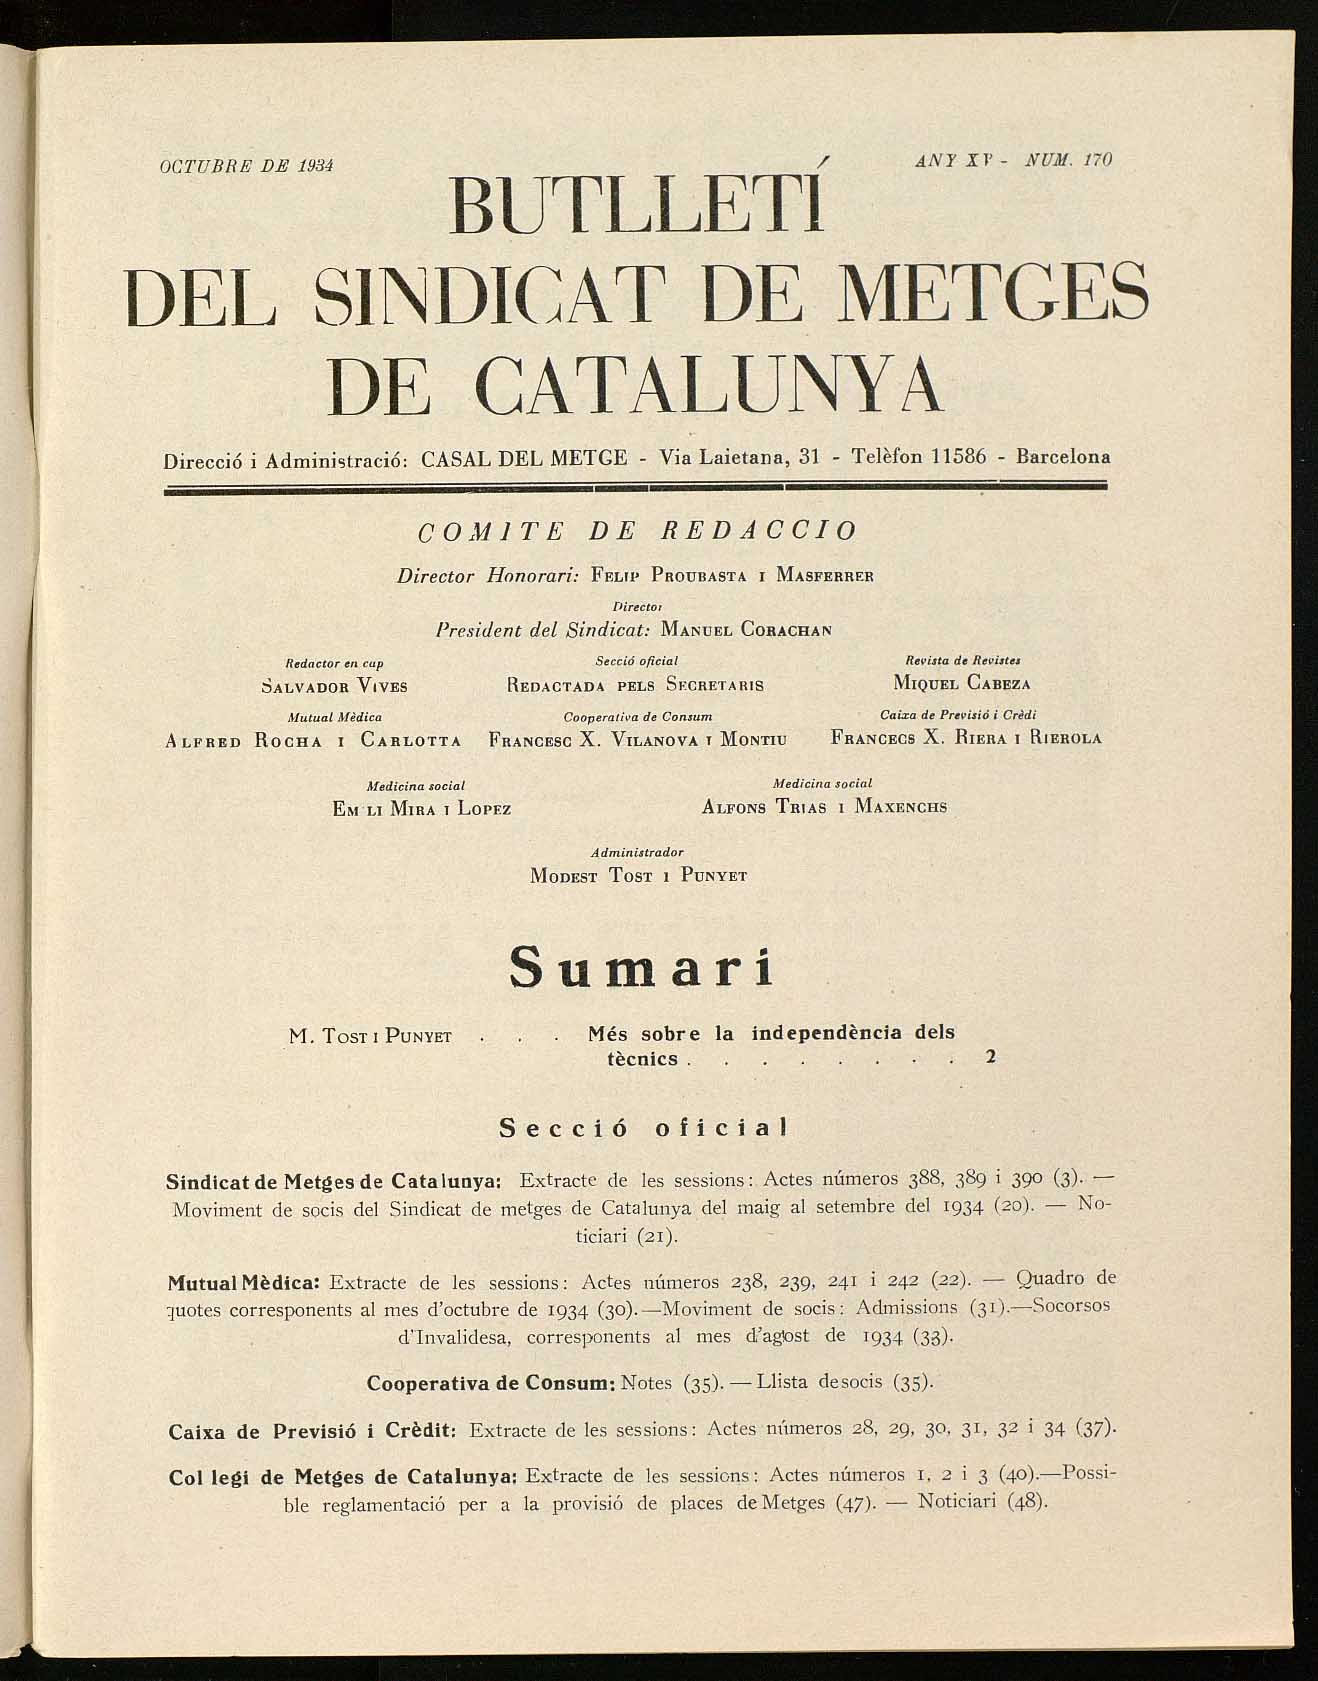 OCTUBRE DE 1934
ANY XV - NUM. 170
BUTLLETÍ
DEL SINDICAT DE METGES
DE CATALUNYA
Direcció i Administració: CASAL DEL METGE - Via Laietana, 31 - Telèfon 11586 - Barcelona
COMITE DE REDACCIO
Director Honorari: FELIP PROUBASTA I MASFERRER
Director
President del Sindicat: MANUEL CORACHAN
Redactor en cap
Secció oficial
Revista de Revistes
SALVADOR VIVES
REDACTADA PELS SECRETARIS
MIQUEL CABEZA
Mutual Mèdica
Cooperativa de Consum
Caixa de Previsió i Crèdi
ALFRED ROCHA I CARLOTTA
FRANCESC X. VILANOVA I MONTIU
FRANCECS X. RIERA I RIEROLA
Medicina social
Medicina social
EM LI MIRA I LOPEZ
ALFONS TRIAS I MAXENCHS
Administrador
MODEST TOST I PUNYET
Sumari
M. TOST I PUNYET . . . Més sobre la independència dels
tècnics . . . . . . . . 2
Secció oficial
Sindicat de Metges de Catalunya: Extracte de les sessions: Actes números 388, 389 i 390 (3). —
Moviment de socis del Sindicat de metges de Catalunya del maig al setembre del 1934 (20). — No-
ticiari (21).
Mutual Mèdica: Extracte de les sessions: Actes números 238, 239, 241 i 242 (22). — Quadro de
quotes corresponents al mes d'octubre de 1934 (30).—Moviment de socis: Admissions (31).—Socorsos
d'Invalidesa, corresponents al mes d'agost de 1934 (33).
Cooperativa de Consum: Notes (35). — Llista de socis (35).
Caixa de Previsió i Crèdit: Extracte de les sessions: Actes números 28, 29, 30, 31, 32 i 34 (37).
Col legi de Metges de Catalunya: Extracte de les sessions: Actes números 1, 2 i 3 (40).—Possi-
ble reglamentació per a la provisió de places de Metges (47). — Noticiari (48).